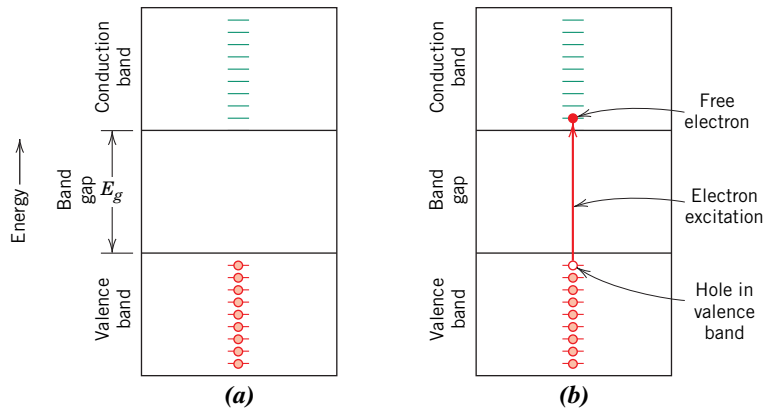 Energy
Conduction
band
Band
gap
E_g
Valence
band
(a)
Conduction
band
Band
gap
Valence
band
Free
electron
Electron
excitation
Hole in
valence
band
(b)